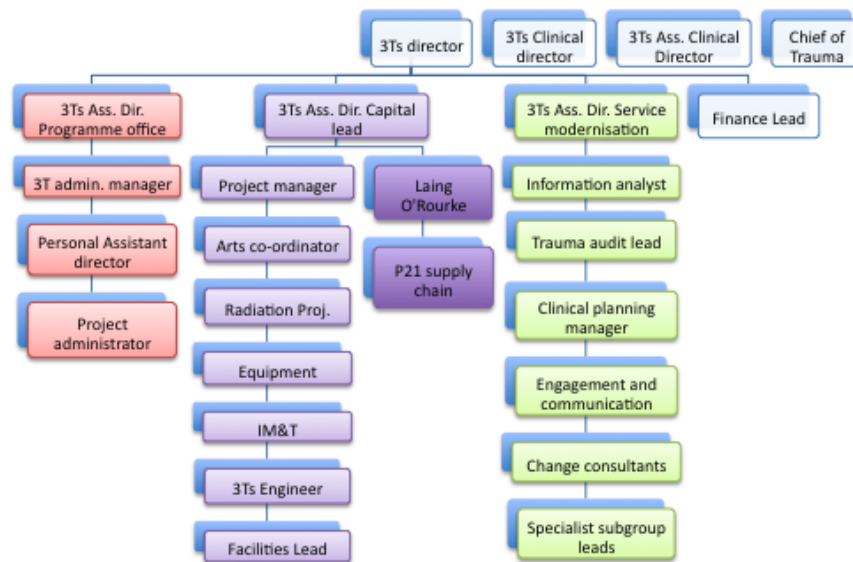 3Ts director
3Ts Clinical
director
3Ts Ass. Clinical
Director
Chief of
Trauma
3Ts Ass. Dir.
Programme office
3Ts Ass. Dir. Capital
lead
3Ts Ass. Dir. Service
modernisation
Finance Lead
3T admin. manager
Personal Assistant
director
Project
administrator
Project manager
Arts co-ordinator
Radiation Proj.
Equipment
IM&T
3Ts Engineer
Facilities Lead
Laing
O'Rourke
P21 supply
chain
Information analyst
Trauma audit lead
Clinical planning
manager
Engagement and
communication
Change consultants
Specialist subgroup
leads